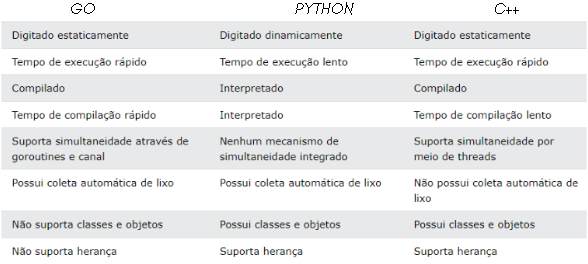 GO PYTHON C++
Digitado estaticamente Digitado dinamicamente Digitado estaticamente
Tempo de execução rápido Tempo de execução lento Tempo de execução rápido
Compilado Interpretado Compilado
Tempo de compilação rápido Interpretado Tempo de compilação lento
Suporta simultaneidade através de Nenhum mecanismo de Suporta simultaneidade por
goroutines e canal simultaneidade integrado meio de threads
Possui coleta automática de lixo Possui coleta automática de lixo Não possui coleta automática de
lixo
Não suporta classes e objetos Possui classes e objetos Possui classes e objetos
Não suporta herança Suporta herança Suporta herança